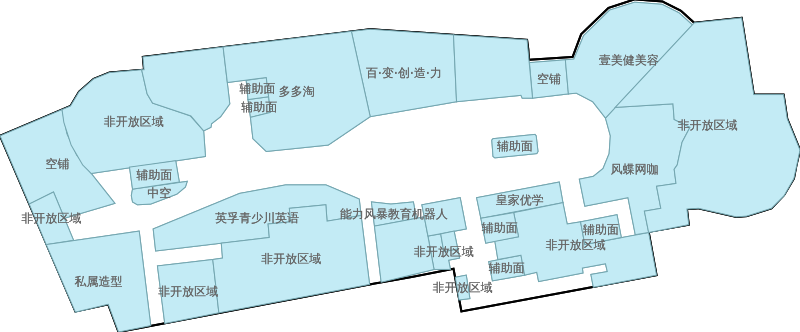 壹美健美容
百·变·创·造·力
空铺
辅助面
多多淘
辅助面
非开放区域
非开放区域
辅助面
空铺
风蝶网咖
辅助面
中空
皇家优学
非开放区域
英孚青少川英语
能力风暴教育机器人
辅助面
辅助面
非开放区域
非开放区域
非开放区域
辅助面
私属造型
非开放区域
非开放区域